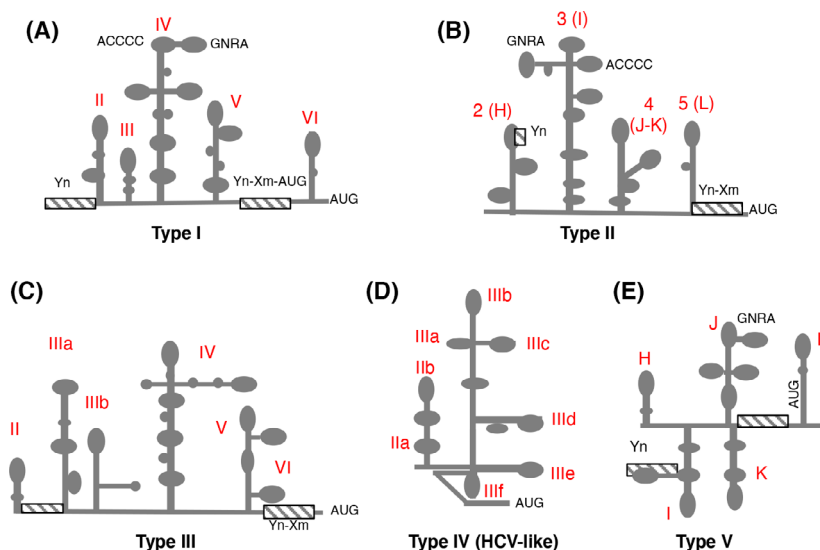 (A)
IV
ACCCC
GNRA
II
III
V
VI
Yn
Yn-Xm-AUG
AUG
Type I
(B)
3 (I)
GNRA
ACCCC
2 (H)
Yn
4
(J-K)
5 (L)
Yn-Xm
AUG
Type II
(C)
IIIa
IV
IIIb
II
V
VI
AUG
Yn-Xm
Type III
(D)
IIIb
IIIa
IIIc
IIb
IIa
IIId
IIIe
IIIf
AUG
Type IV (HCV-like)
(E)
J
GNRA
H
AUG
Yn
K
I
Type V